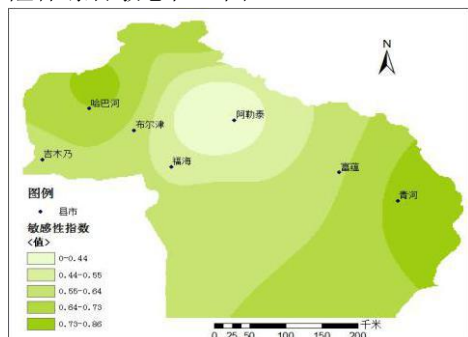 N
哈巴河
阿勒泰
布尔津
吉木乃
福海
富蕴
青河
图例
县市
敏感性指数
<值>
0-0.44
0.44-0.55
0.55-0.64
0.64-0.73
0.73-0.86
千米
0 25 50 100 150 200